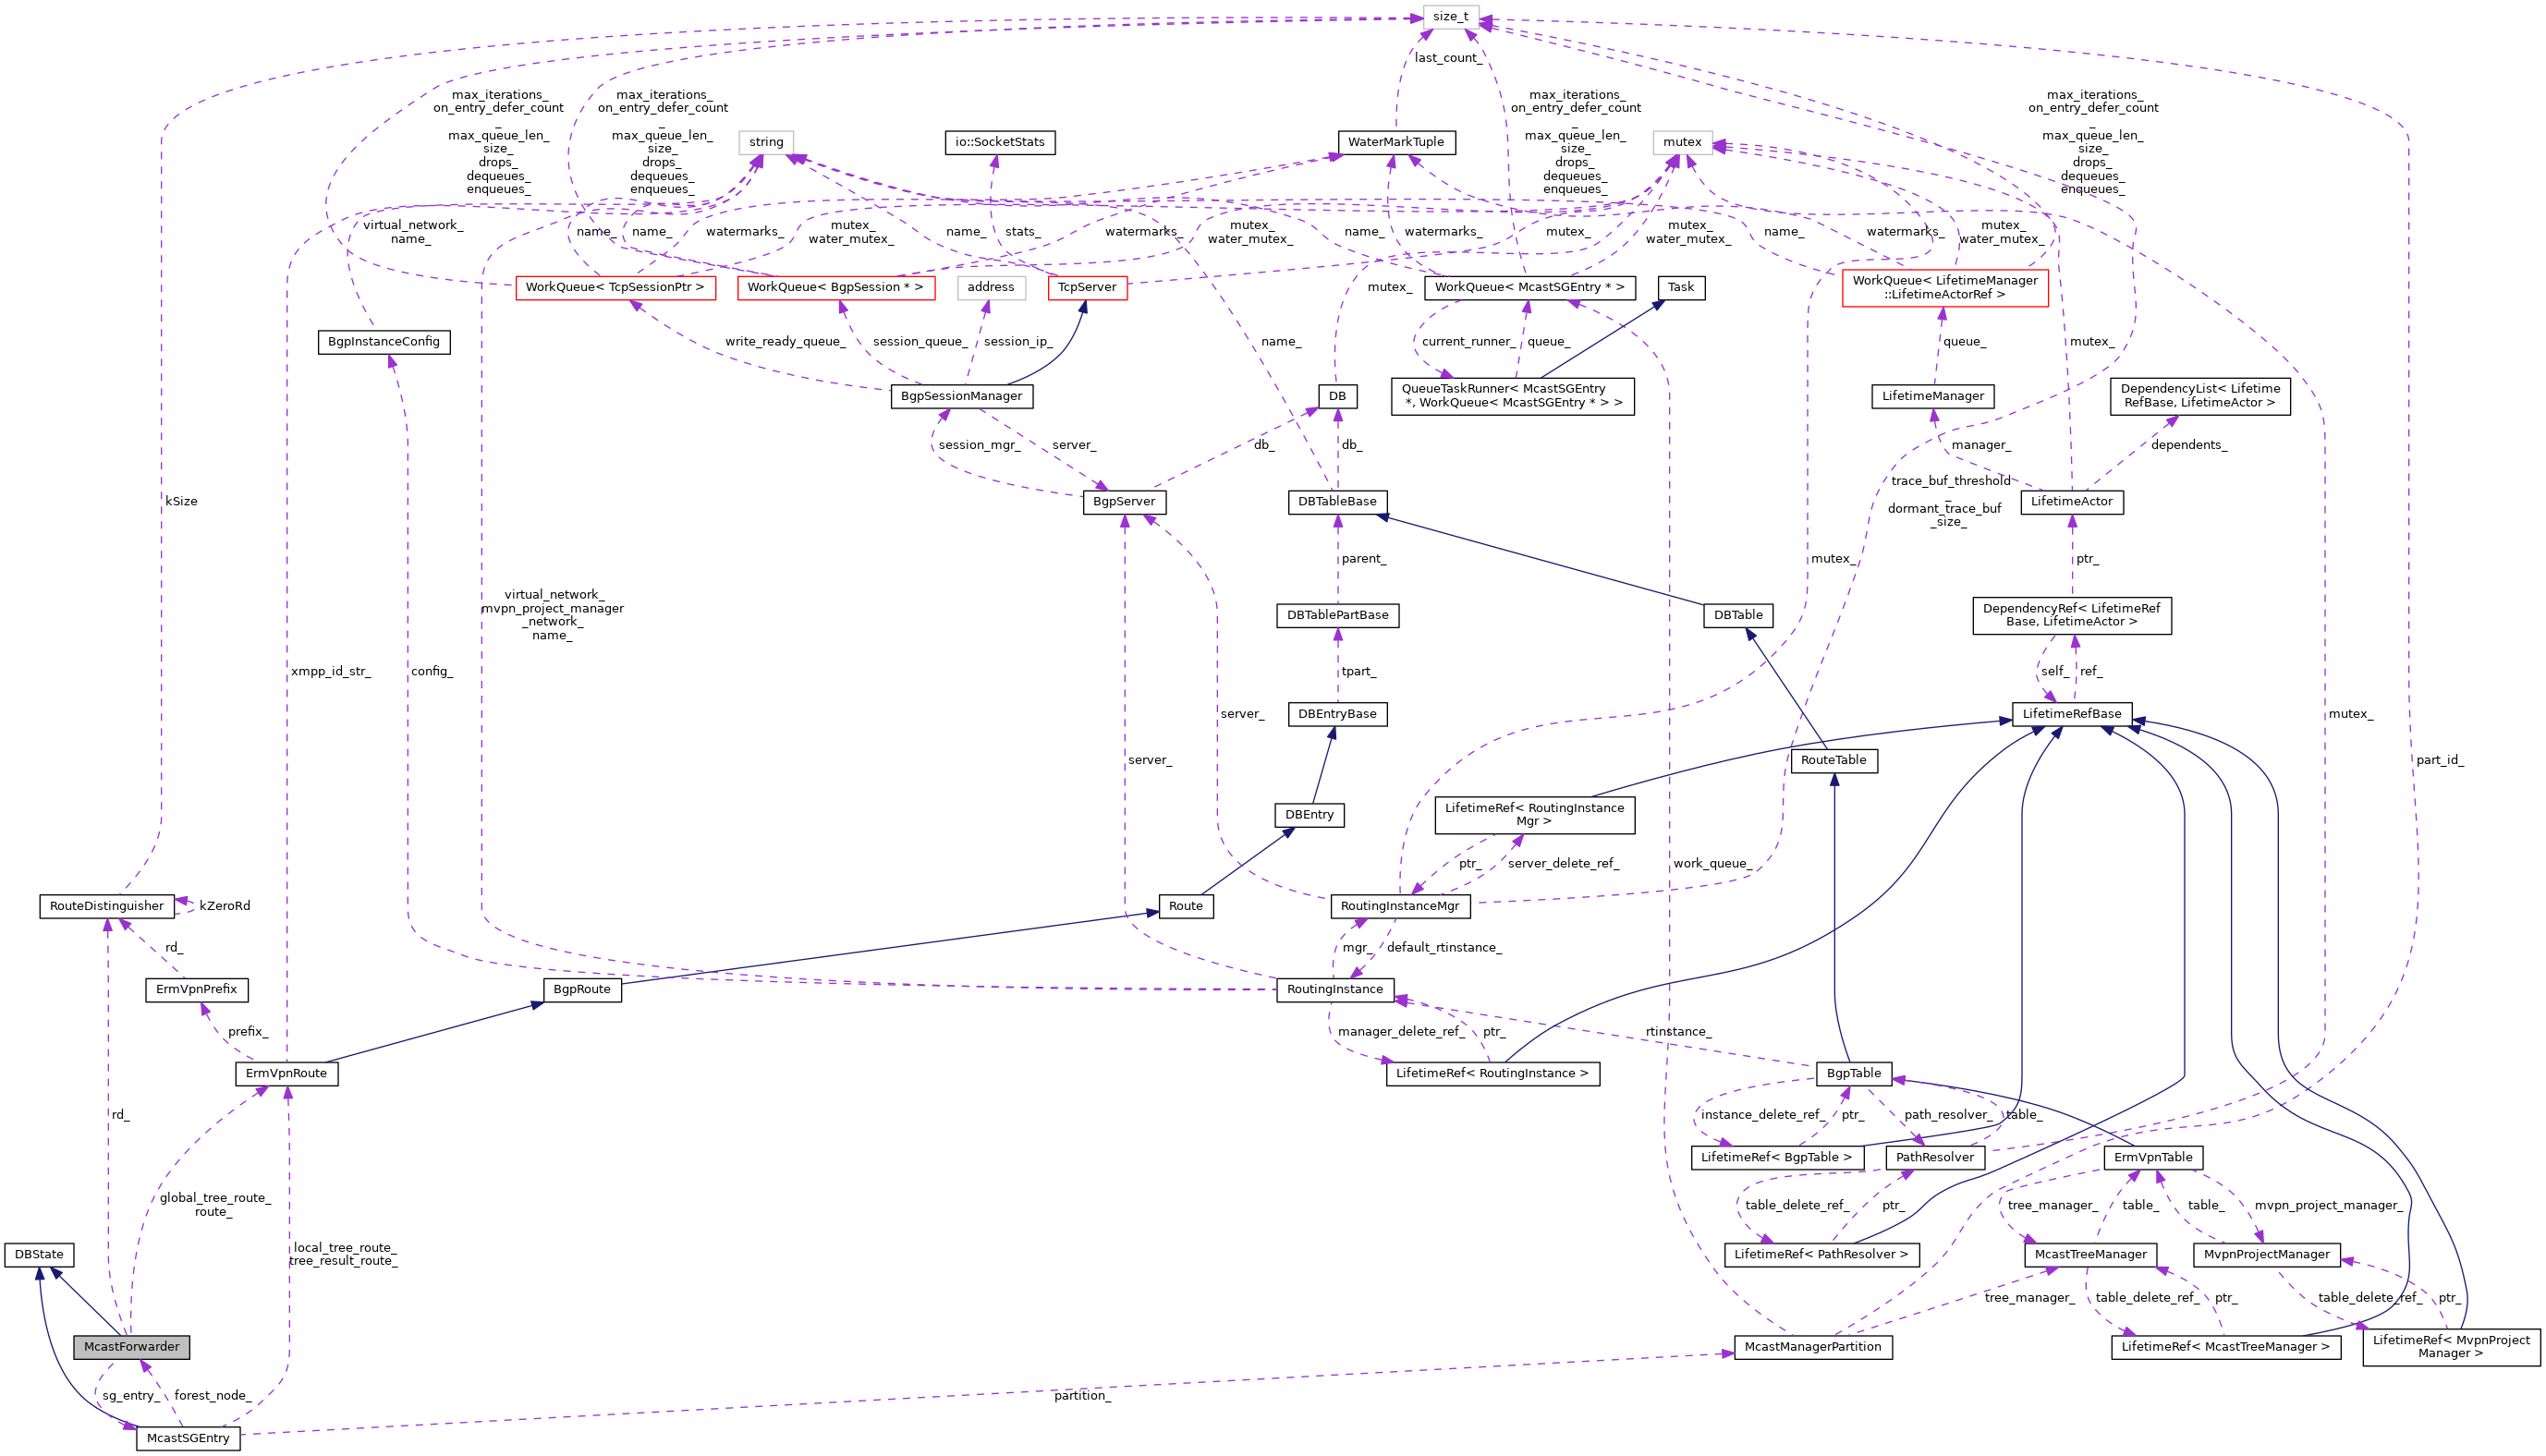 size_t
last_count_
max_iterations_
on_entry_defer_count
_
max_queue_len_
size_
drops_
dequeues_
enqueues_
max_iterations_
on_entry_defer_count
_
max_queue_len_
size_
drops_
dequeues_
enqueues_
max_iterations_
on_entry_defer_count
_
max_queue_len_
size_
drops_
dequeues_
enqueues_
max_iterations_
on_entry_defer_count
_
max_queue_len_
size_
drops_
dequeues_
enqueues_
string
io::SocketStats
WaterMarkTuple
mutex
virtual_network_
name_
name_
name_
watermarks_
mutex_
water_mutex_
name_
stats_
watermarks_
mutex_
water_mutex_
name_
watermarks_
mutex_
mutex_
water_mutex_
name_
watermarks_
mutex_
water_mutex_
WorkQueue< TcpSessionPtr >
WorkQueue< BgpSession * >
address
TcpServer
mutex_
WorkQueue< McastSGEntry * >
Task
WorkQueue< LifetimeManager
::LifetimeActorRef >
BgpInstanceConfig
write_ready_queue_
session_queue_
session_ip_
name_
current_runner_
queue_
queue_
mutex_
BgpSessionManager
DB
QueueTaskRunner< McastSGEntry
*, WorkQueue< McastSGEntry * > >
LifetimeManager
DependencyList< Lifetime
RefBase, LifetimeActor >
session_mgr_
server_
db_
db_
manager_
dependents_
kSize
BgpServer
DBTableBase
trace_buf_threshold
_
dormant_trace_buf
_size_
LifetimeActor
parent_
mutex_
ptr_
virtual_network_
mvpn_project_manager
_network_
name_
DBTablePartBase
DBTable
DependencyRef< LifetimeRef
Base, LifetimeActor >
xmpp_id_str_
config_
tpart_
self_
ref_
server_
DBEntryBase
LifetimeRefBase
mutex_
server_
RouteTable
part_id_
DBEntry
LifetimeRef< RoutingInstance
Mgr >
ptr_
server_delete_ref_
work_queue_
RouteDistinguisher
kZeroRd
Route
RoutingInstanceMgr
rd_
mgr_
default_rtinstance_
ErmVpnPrefix
BgpRoute
RoutingInstance
prefix_
manager_delete_ref_
ptr_
rtinstance_
ErmVpnRoute
LifetimeRef< RoutingInstance >
BgpTable
rd_
instance_delete_ref_
ptr_
path_resolver_
table_
LifetimeRef< BgpTable >
PathResolver
ErmVpnTable
global_tree_route_
route_
table_delete_ref_
ptr_
tree_manager_
table_
table_
mvpn_project_manager_
DBState
local_tree_route_
tree_result_route_
LifetimeRef< PathResolver >
McastTreeManager
MvpnProjectManager
tree_manager_
table_delete_ref_
ptr_
table_delete_ref_
ptr_
McastForwarder
McastManagerPartition
LifetimeRef< McastTreeManager >
LifetimeRef< MvpnProject
Manager >
sg_entry_
forest_node_
partition_
McastSGEntry